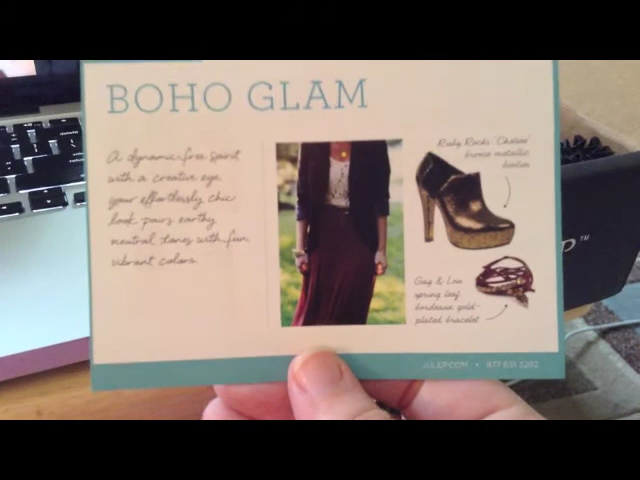 BOHO GLAM
A dynamic free spirit
with a creative eye
your effortlessly chic
look pairs earthy
neutral tones with fun,
vibrant colors.
Ruby Rocks 'Chelsea'
bronze metallic
booties
Gag & Lou
spring leaf
bordeaux gold-
plated bracelet
JULEP.COM • 877 651 3292
P™